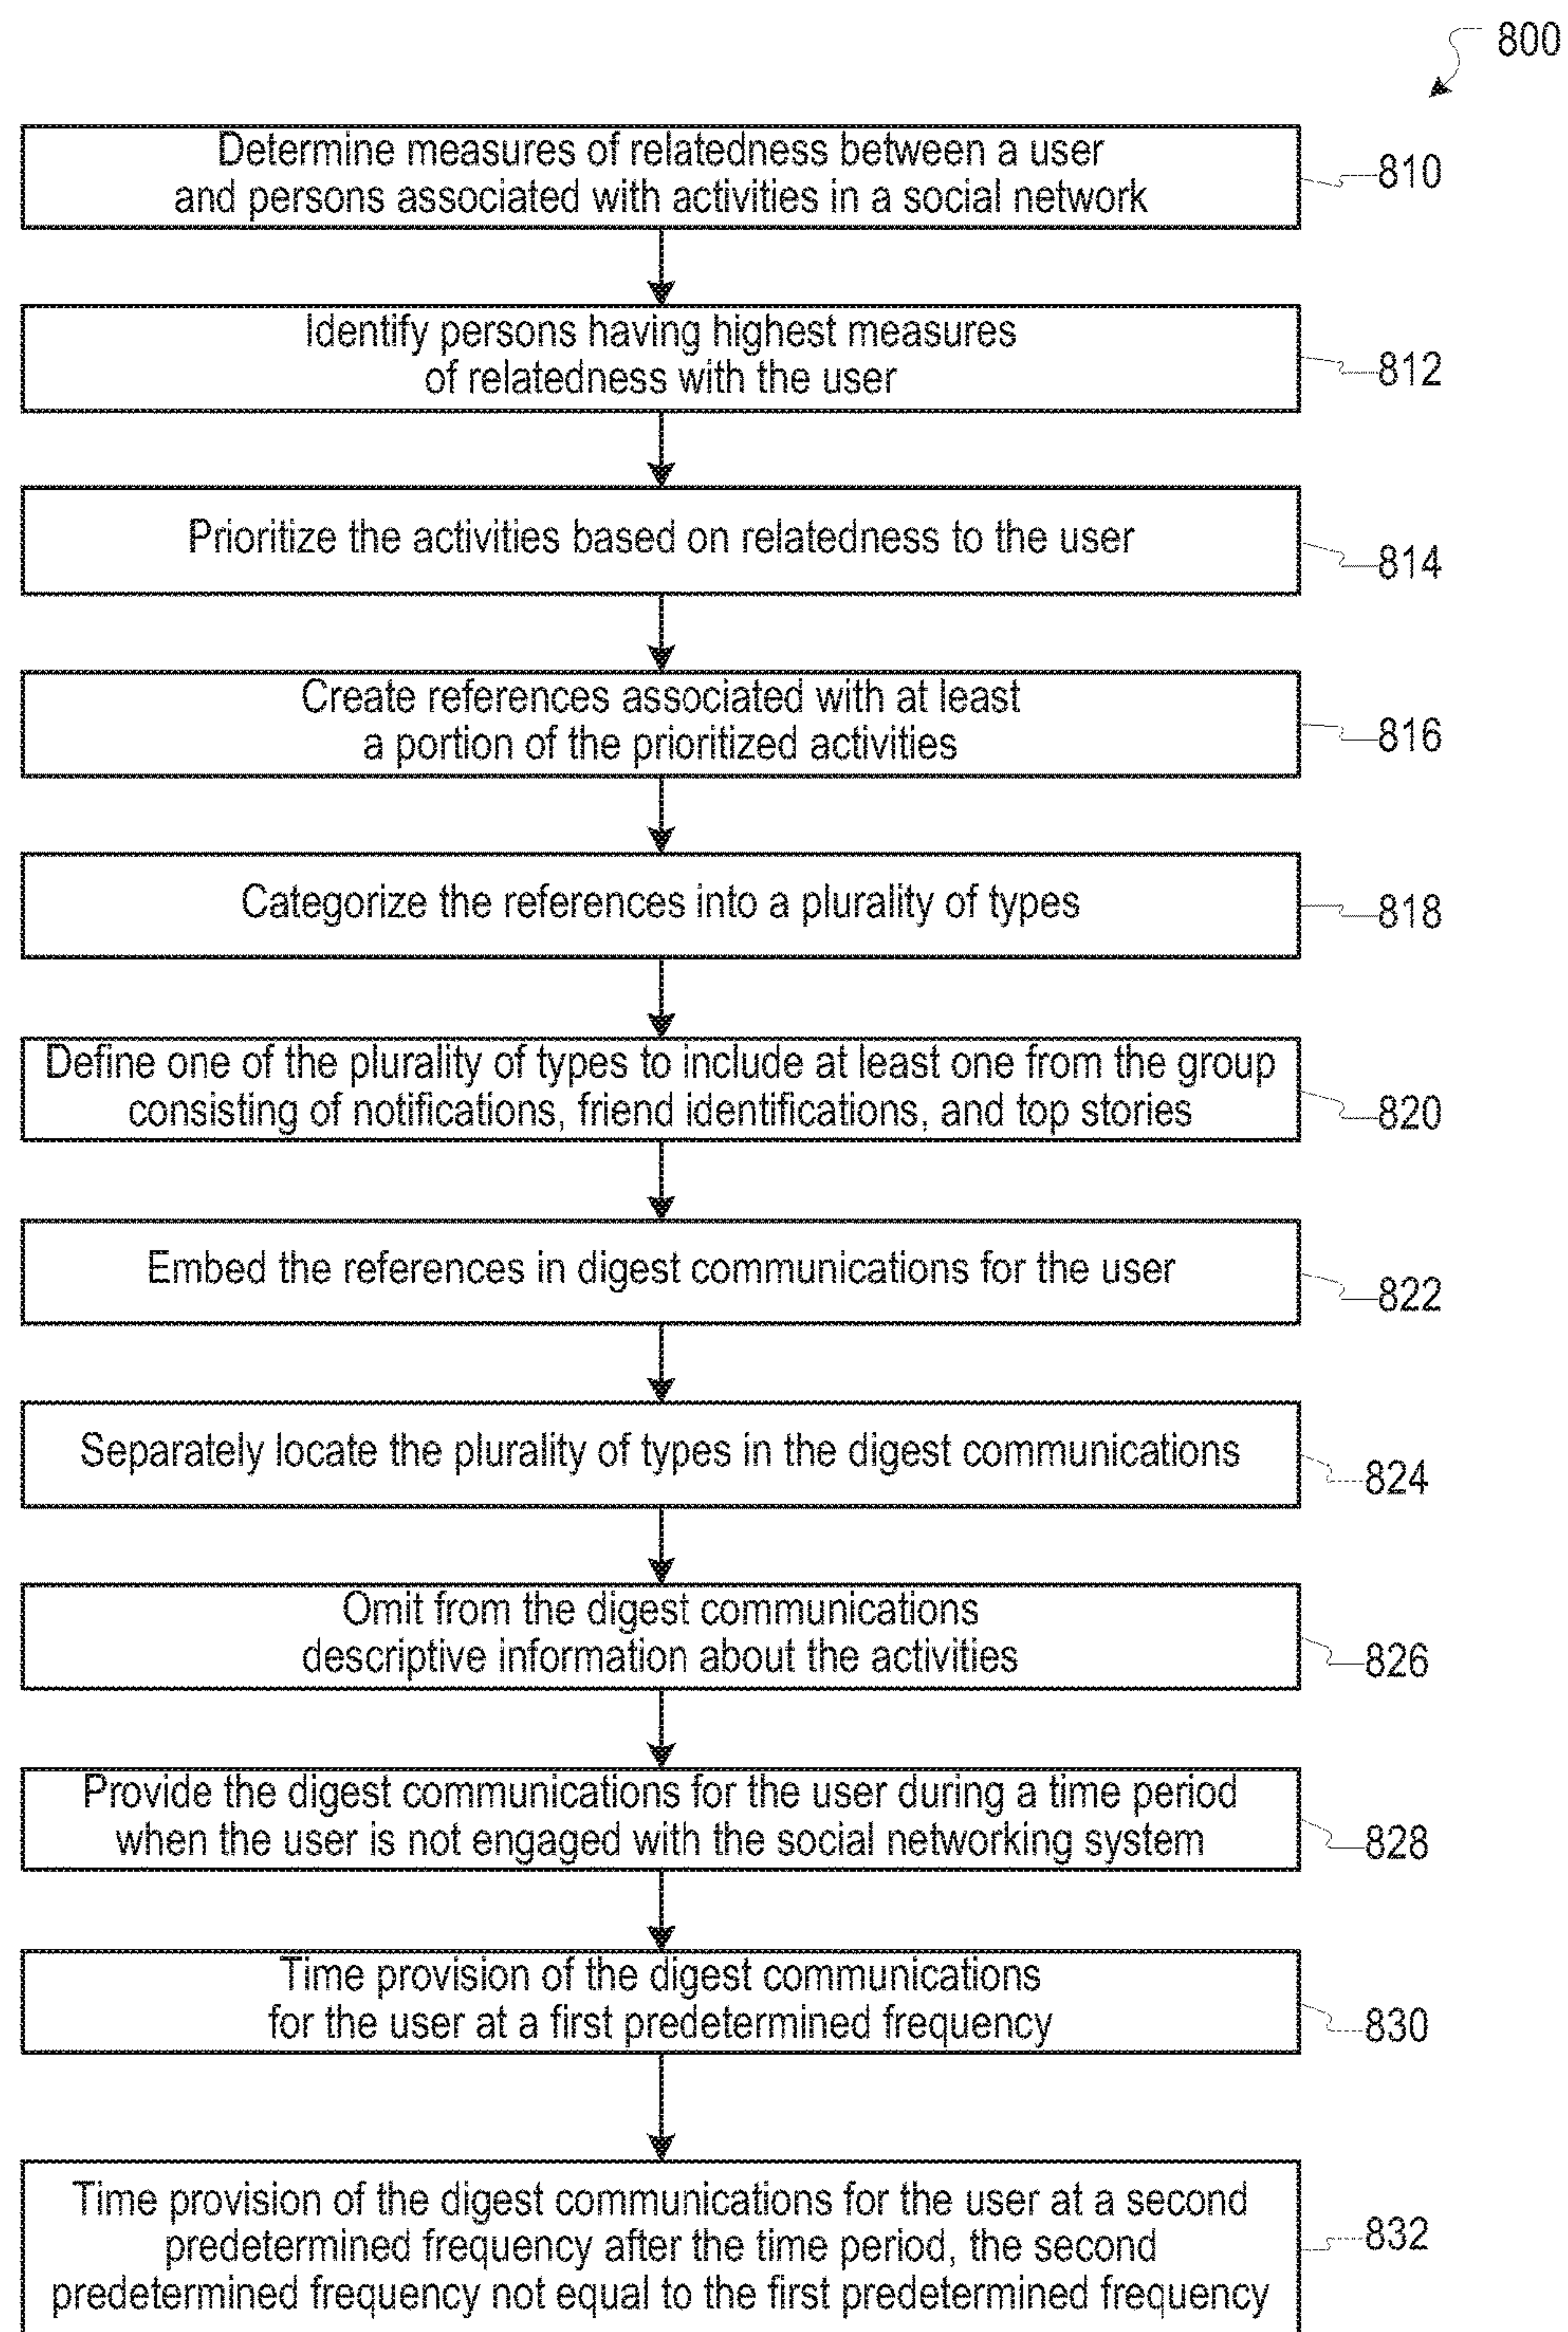 800
Determine measures of relatedness between a user
and persons associated with activities in a social network
810
Identify persons having highest measures
of relatedness with the user
812
Prioritize the activities based on relatedness to the user
814
Create references associated with at least
a portion of the prioritized activities
816
Categorize the references into a plurality of types
818
Define one of the plurality of types to include at least one from the group
consisting of notifications, friend identifications, and top stories
820
Embed the references in digest communications for the user
822
Separately locate the plurality of types in the digest communications
824
Omit from the digest communications
descriptive information about the activities
826
Provide the digest communications for the user during a time period
when the user is not engaged with the social networking system
828
Time provision of the digest communications
for the user at a first predetermined frequency
830
Time provision of the digest communications for the user at a second
predetermined frequency after the time period, the second
predetermined frequency not equal to the first predetermined frequency
832